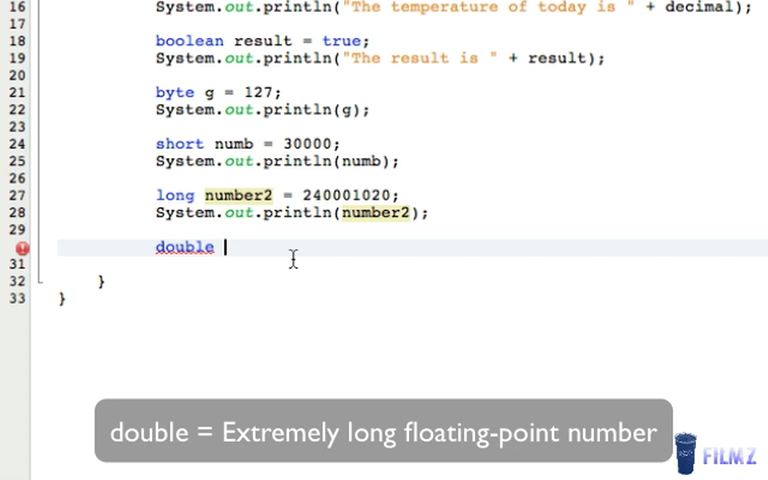 16 System.out.println("The temperature of today is " + decimal);
17
18 boolean result = true;
19 System.out.println("The result is " + result);
20
21 byte g = 127;
22 System.out.println(g);
23
24 short numb = 30000;
25 System.out.println(numb);
26
27 long number2 = 240001020;
28 System.out.println(number2);
29
double
31
32 }
33 }
double = Extremely long floating-point number
FILMZ